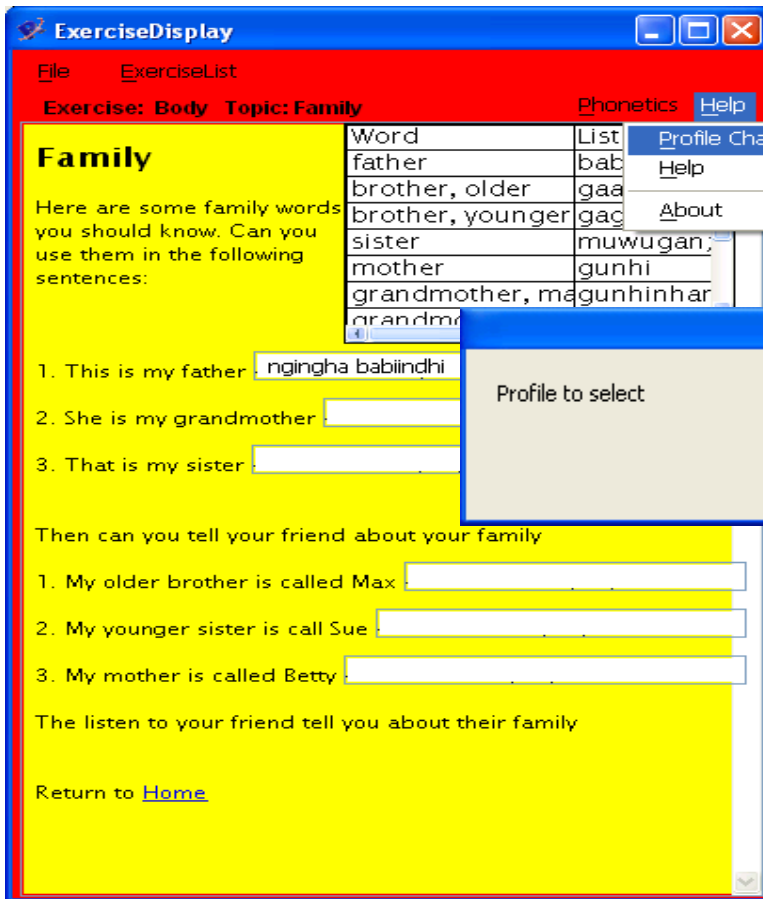 ExerciseDisplay
File ExerciseList
Exercise: Body Topic: Family Phonetics Help
Profile
Help
About
Family
Here are some family words
you should know. Can you
use them in the following
sentences:
Word List
father
brother, older
brother, younger
sister muwugan;
mother gunhi
grandmother,
1. This is my father ngingha babiindhi
2. She is my grandmother
3. That is my sister
Profile to select
Then can you tell your friend about your family
1. My older brother is called Max
2. My younger sister is call Sue
3. My mother is called Betty
The listen to your friend tell you about their family
Return to Home